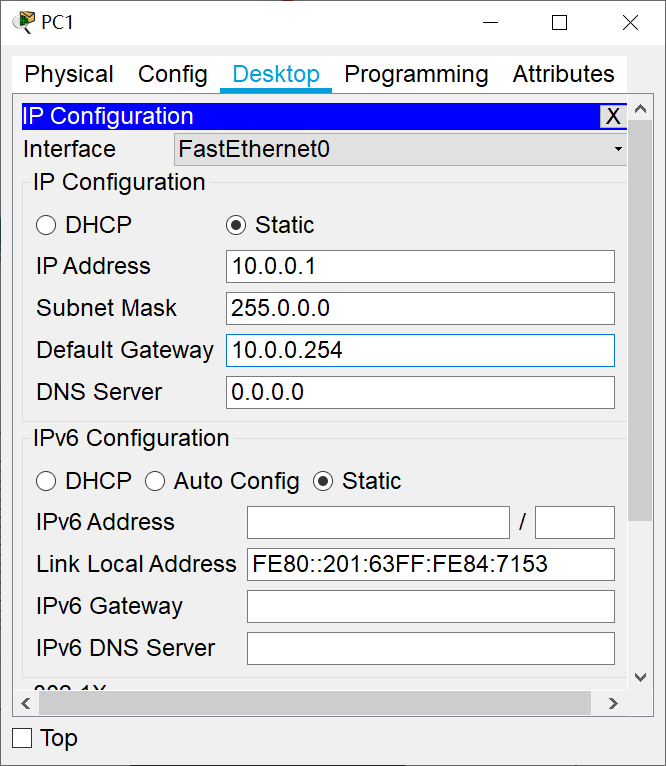 PC1
Physical Config Desktop Programming Attributes
IP Configuration X
Interface FastEthernet0
IP Configuration
DHCP Static
IP Address 10.0.0.1
Subnet Mask 255.0.0.0
Default Gateway 10.0.0.254
DNS Server 0.0.0.0
IPv6 Configuration
DHCP Auto Config Static
IPv6 Address /
Link Local Address FE80::201:63FF:FE84:7153
IPv6 Gateway
IPv6 DNS Server
802.1X
Top